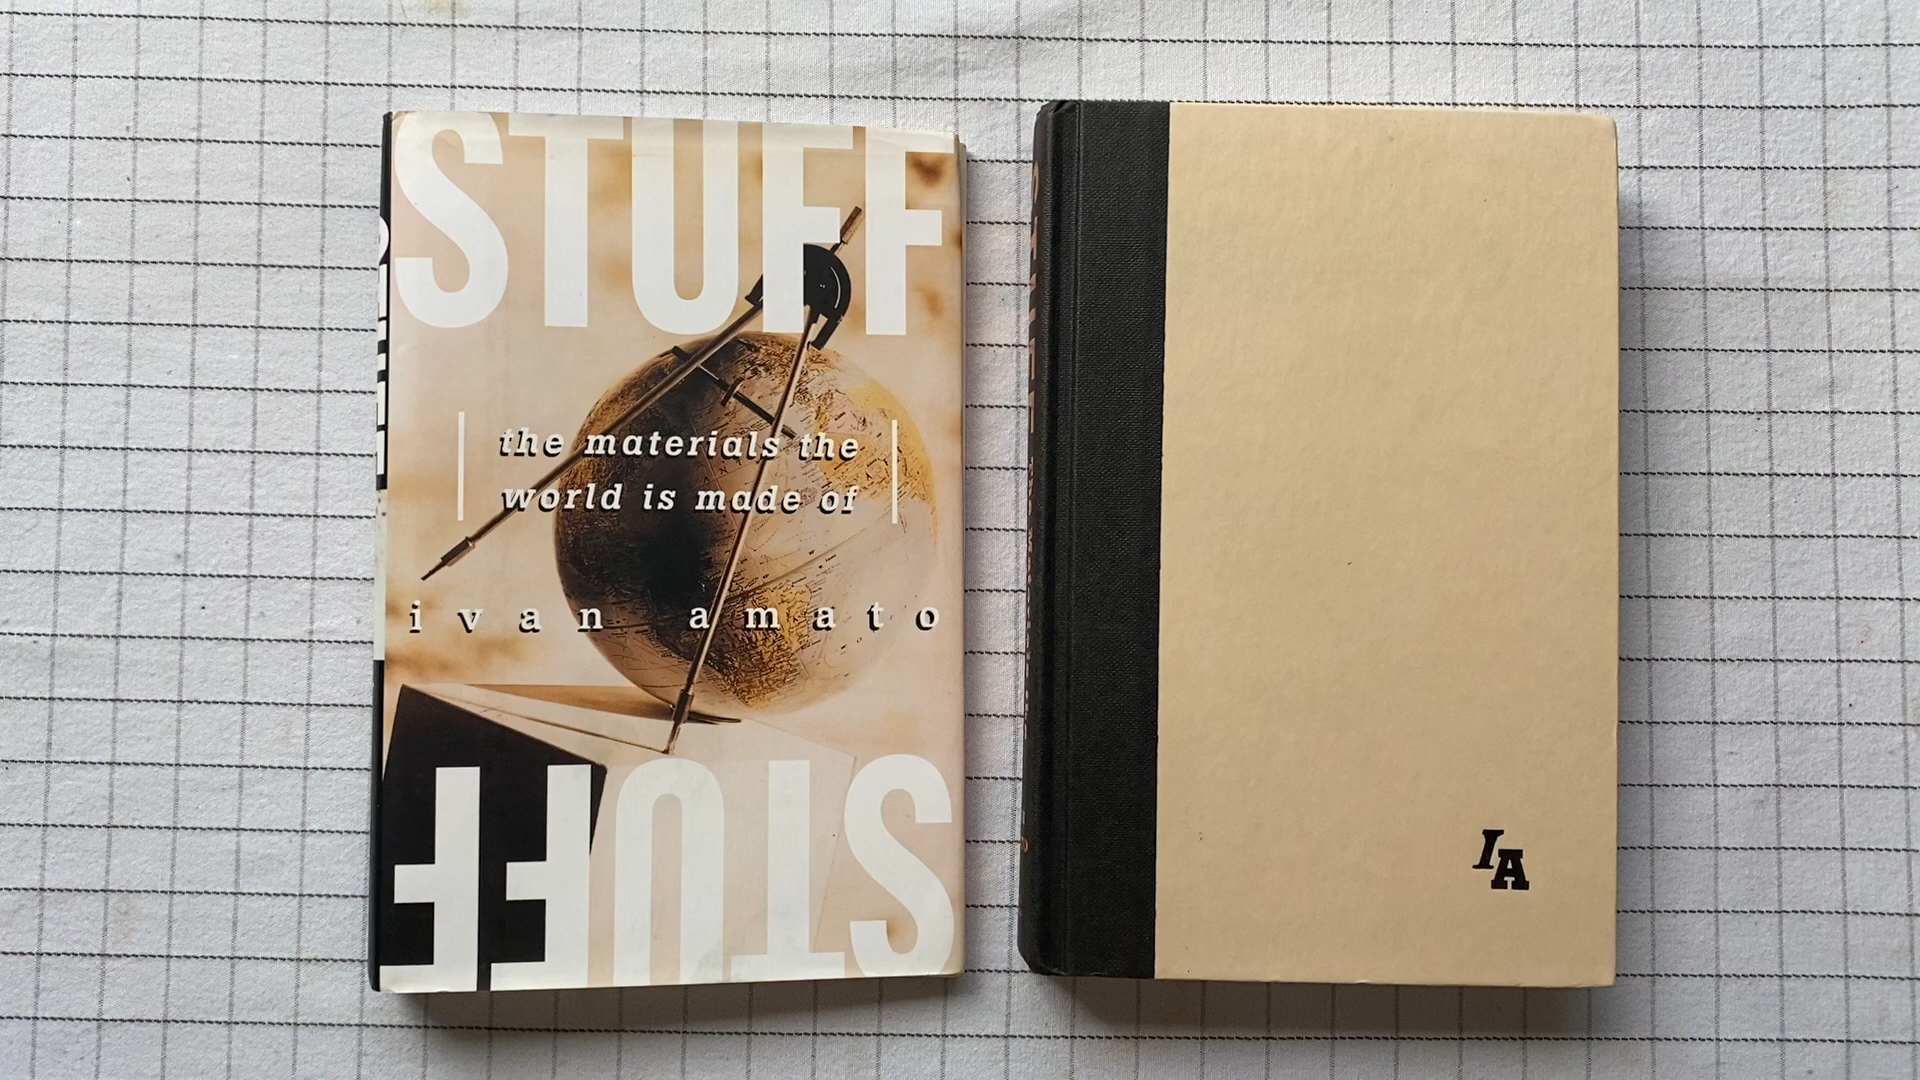 STUFF
the materials the
world is made of
ivan amato
STUFF
IA